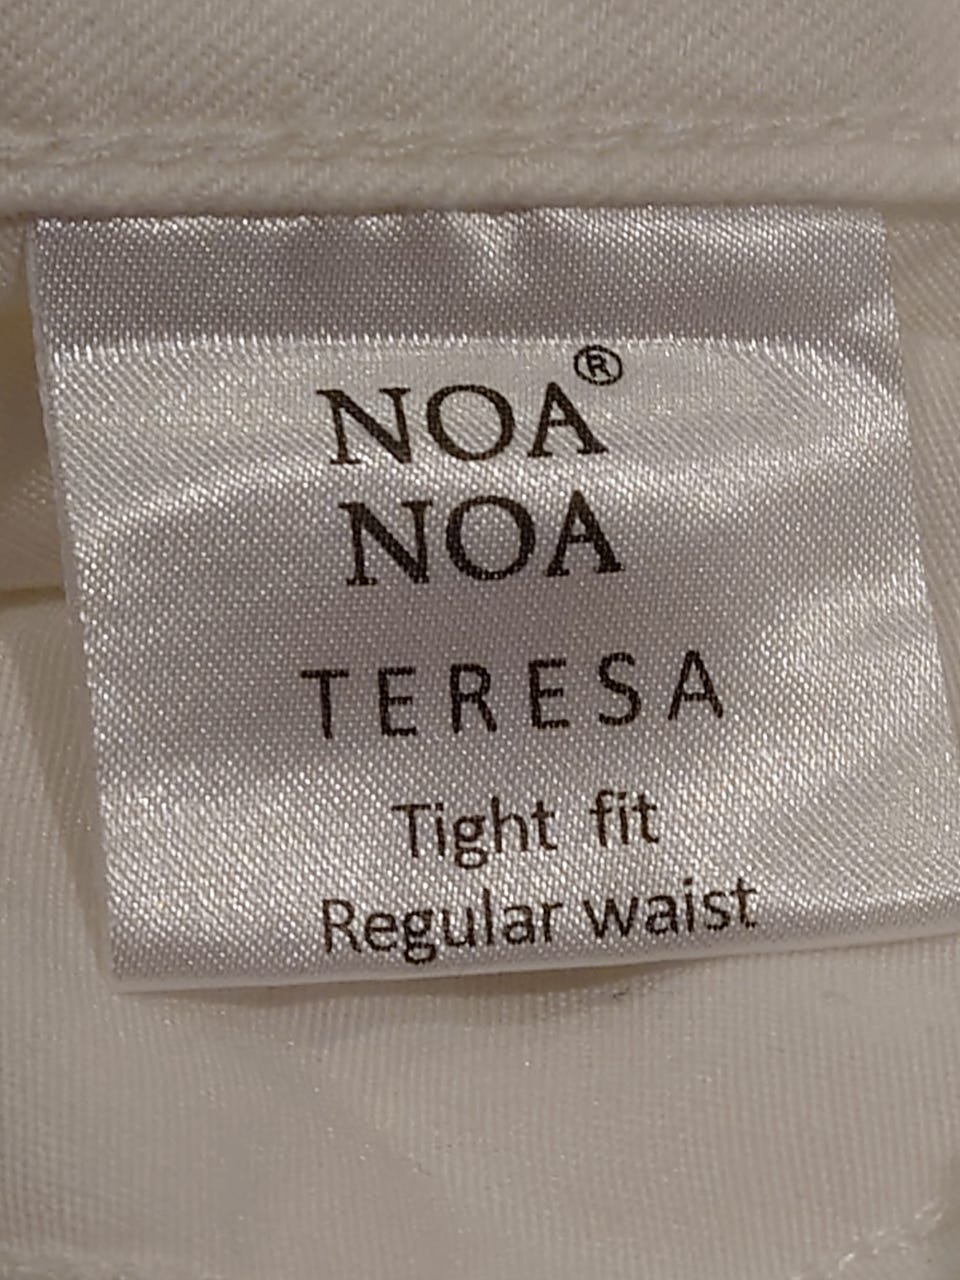 NOA®
NOA
TERESA
Tight fit
Regular waist